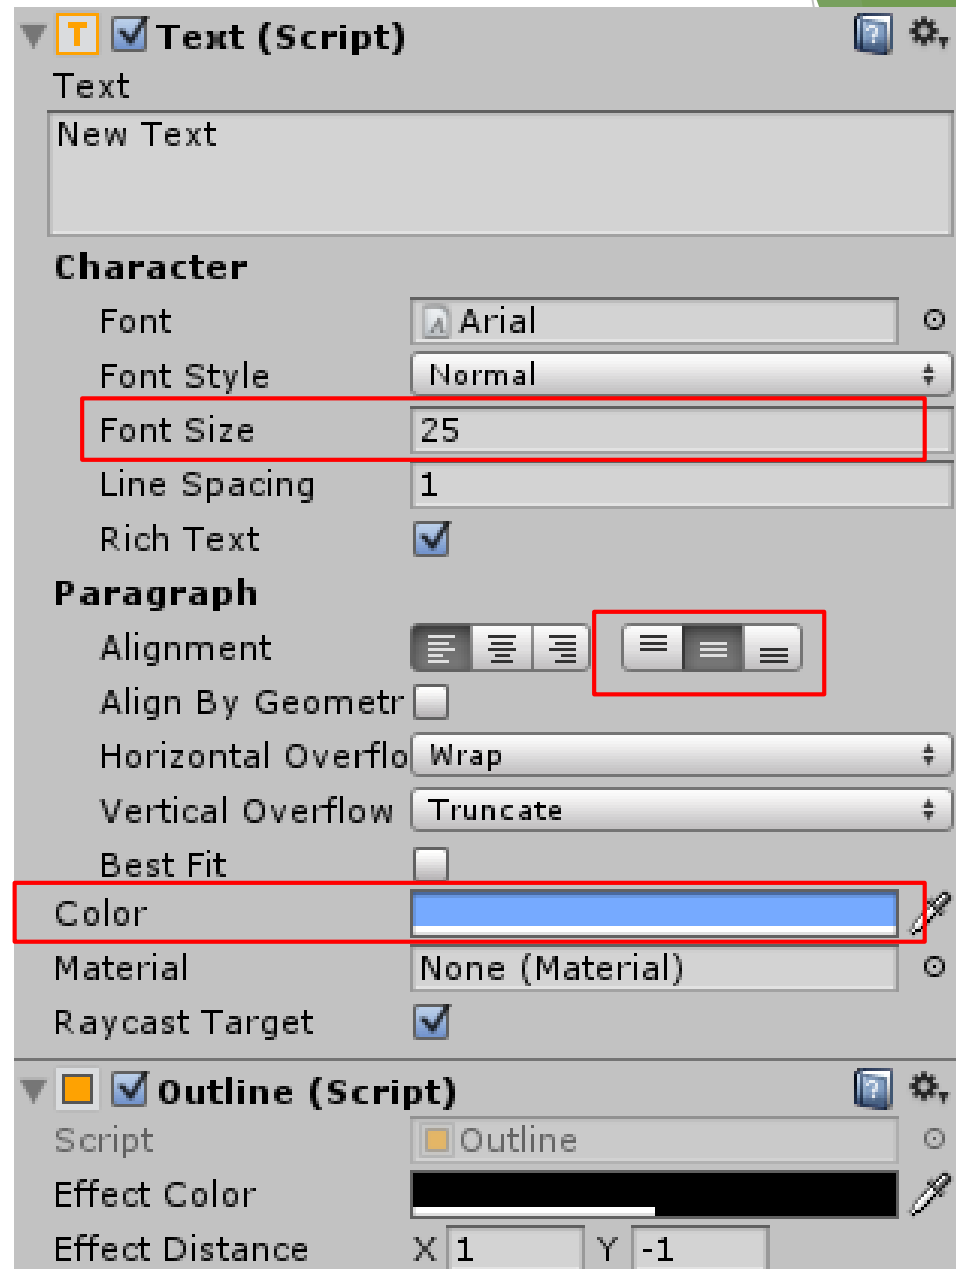 Text (Script)
Text
New Text
Character
Font Arial
Font Style Normal
Font Size 25
Line Spacing 1
Rich Text
Paragraph
Alignment
Align By Geometr
Horizontal Overflo Wrap
Vertical Overflow Truncate
Best Fit
Color
Material None (Material)
Raycast Target
Outline (Script)
Script Outline
Effect Color
Effect Distance X 1 Y -1